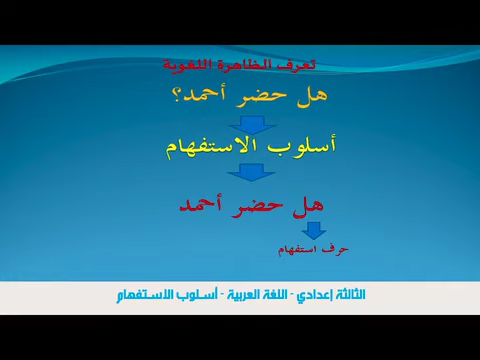 تعرف الظاهرة اللغوية
هل حضر أحمد؟
أسلوب الاستفهام
هل حضر أحمد
حرف استفهام
الثالثة إعدادي - اللغة العربية - أسلوب الاستفهام